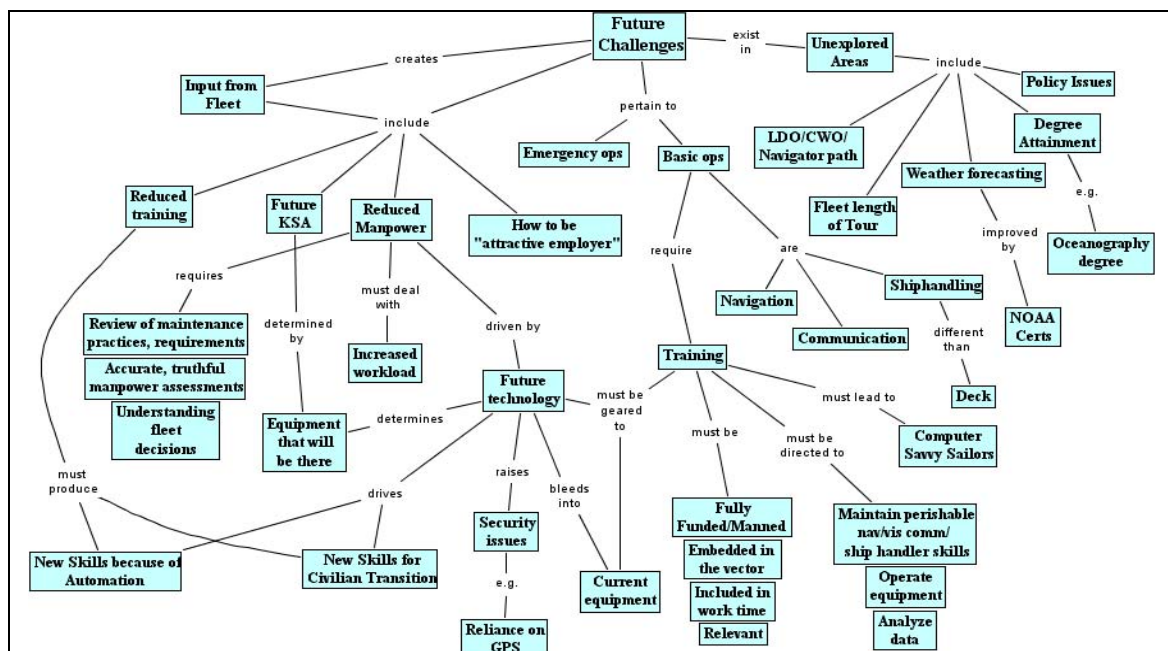 Future
Challenges
exist
in
Unexplored
Areas
include
Policy Issues
creates
Input from
Fleet
include
pertain to
Emergency ops
Basic ops
LDO/CWO/
Navigator path
Degree
Attainment
Weather forecasting
Fleet length
of Tour
e.g.
Oceanography
degree
improved
by
NOAA
Certs
Reduced
training
Future
KSA
Reduced
Manpower
How to be
"attractive employer"
require
are
Navigation
Communication
Shiphandling
different
than
Deck
requires
must deal
with
driven by
determined
by
Review of maintenance
practices, requirements
Accurate, truthful
manpower assessments
Understanding
fleet
decisions
Increased
workload
Training
Future
technology
must be
geared
to
must lead to
Computer
Savvy Sailors
Equipment
that will
be there
determines
must be
must be
directed to
must
produce
drives
raises
bleeds
into
New Skills because of
Automation
New Skills for
Civilian Transition
Security
issues
e.g.
Reliance on
GPS
Current
equipment
Fully
Funded/Manned
Embedded in
the vector
Included in
work time
Relevant
Maintain perishable
nav/vis comm/
ship handler skills
Operate
equipment
Analyze
data